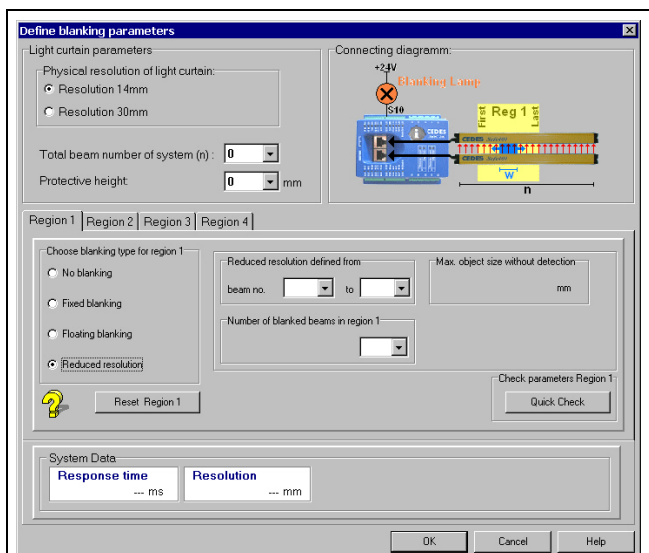 Define blanking parameters
Light curtain parameters
Physical resolution of light curtain:
Resolution 14mm
Resolution 30mm
Total beam number of system (n) : 0
Protective height: 0 mm
Connecting diagramm:
+24V
Blanking Lamp
S10
CEDES
First Reg 1 Last
CEDES
CEDES
w
n
Region 1 Region 2 Region 3 Region 4
Choose blanking type for region 1
No blanking
Fixed blanking
Floating blanking
Reduced resolution
Reset Region 1
Reduced resolution defined from
beam no. to
Number of blanked beams in region 1
Max. object size without detection
mm
Check parameters Region 1
Quick Check
System Data
Response time
--- ms
Resolution
--- mm
OK Cancel Help